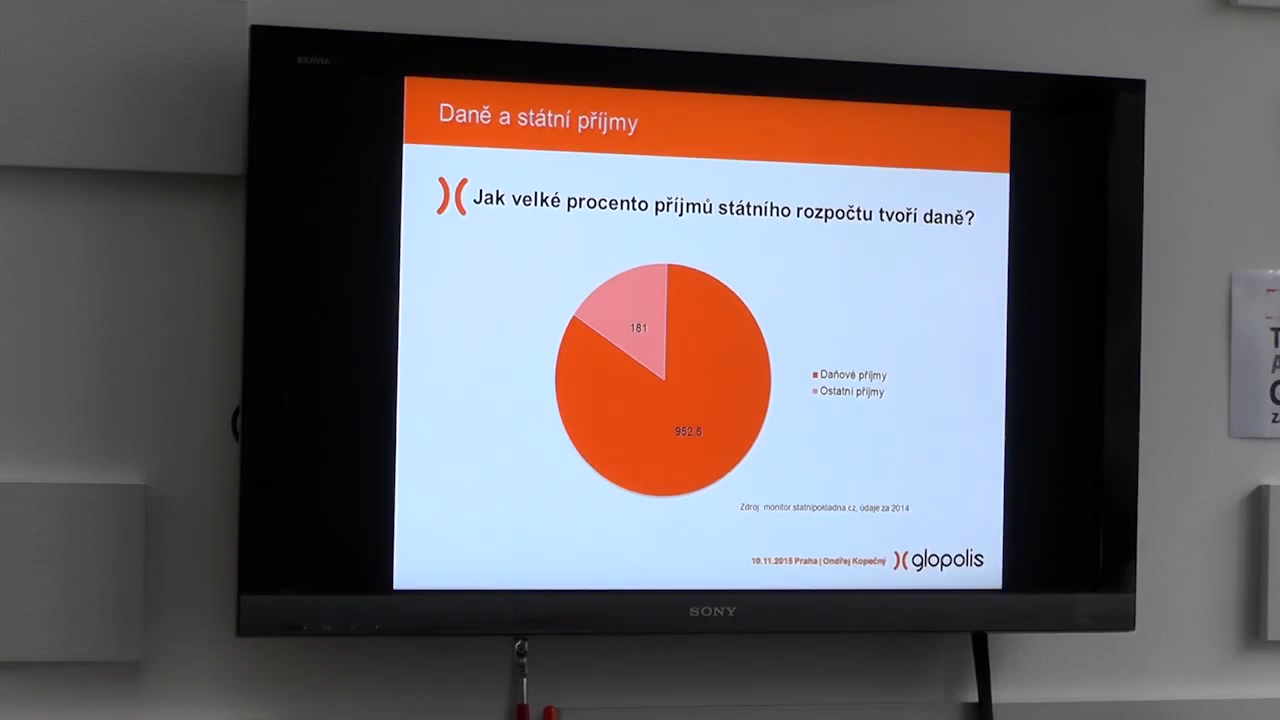 BRAVIA
Daně a státní příjmy
Jak velké procento příjmů státního rozpočtu tvoří daně?
181
952,5
Daňové příjmy
Ostatní příjmy
Zdroj monitor.statnipokladna.cz, údaje za 2014
10.11.2015 Praha | Ondřej Kopečný
glopolis
SONY